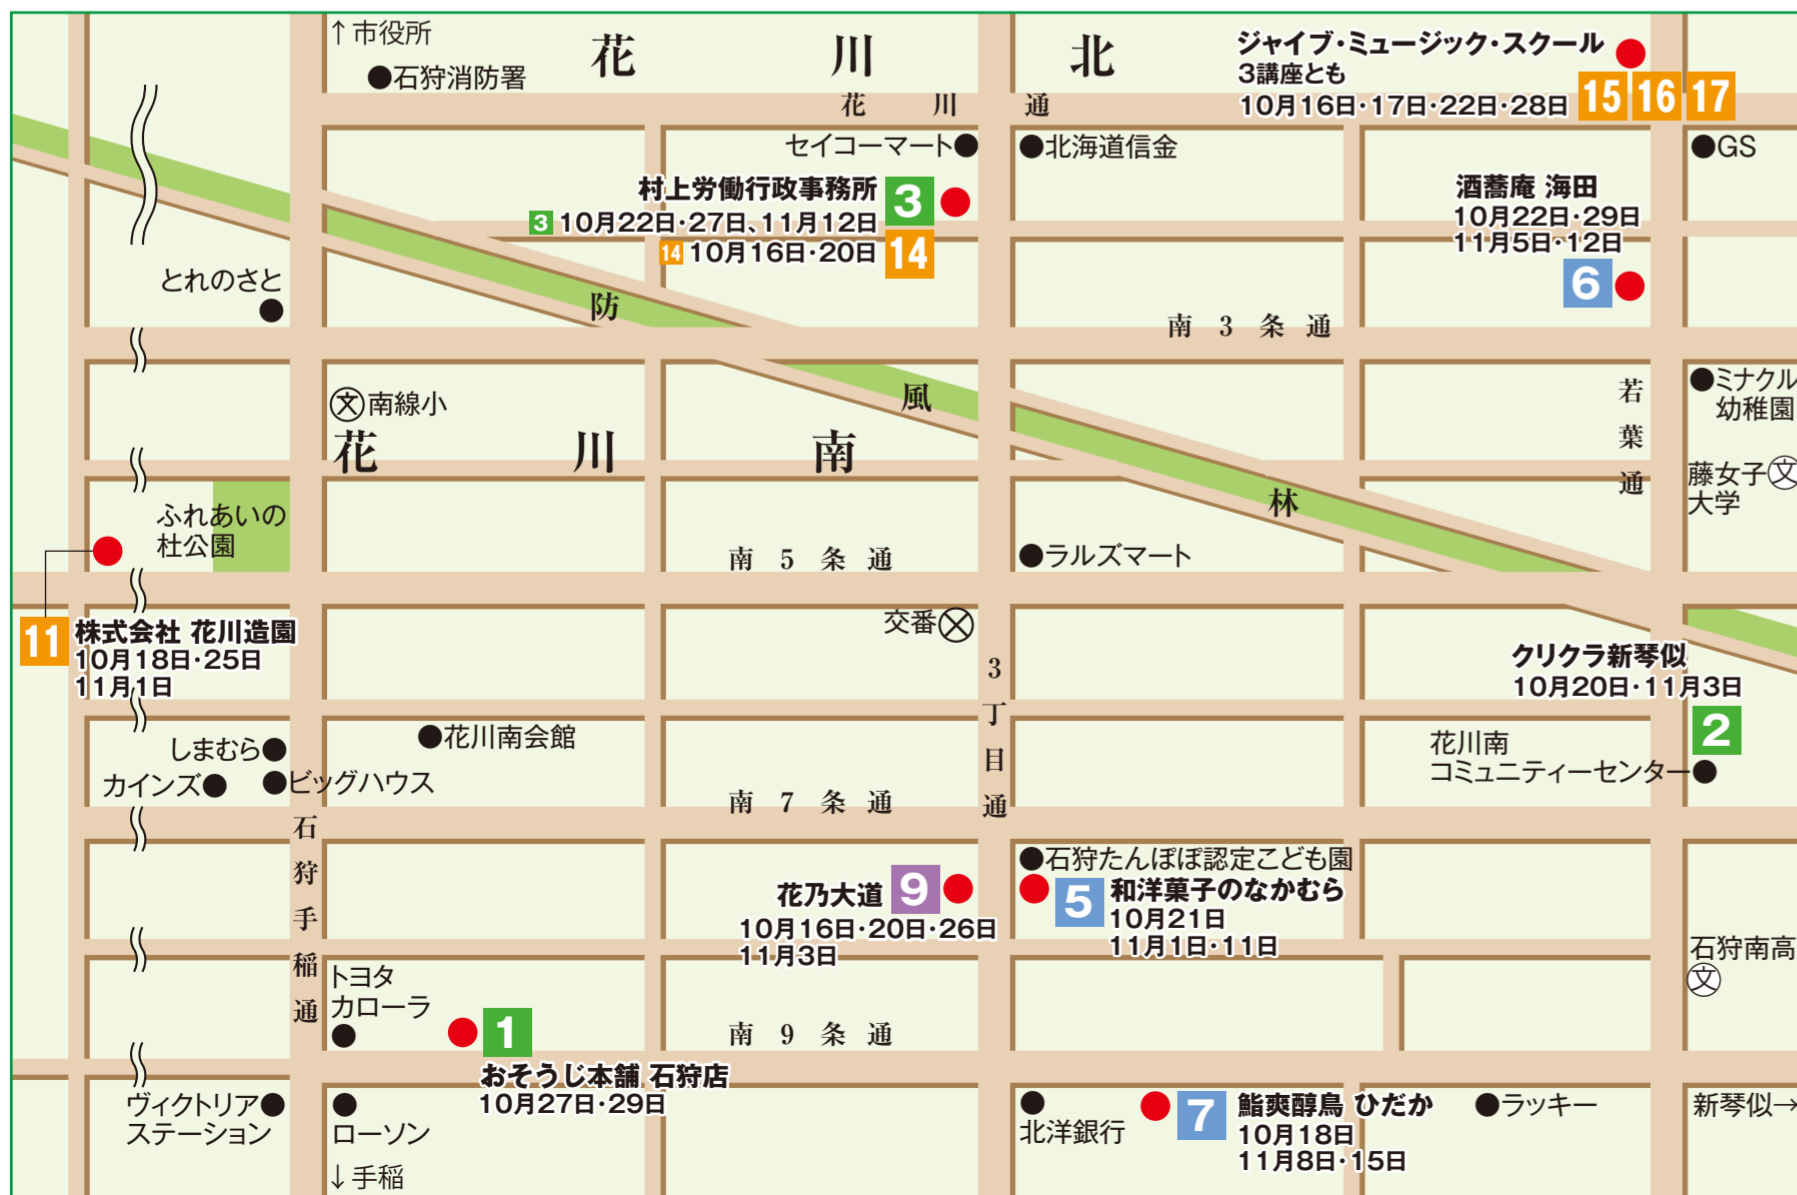 ↑市役所
●石狩消防署
花川北
花川通
ジャイブ・ミュージック・スクール
3講座とも
10月16日・17日・22日・28日
15 16 17
セイコーマート●
●北海道信金
●GS
村上労働行政事務所 3
3 10月22日・27日、11月12日
14 10月16日・20日 14
酒蕎庵 海田
10月22日・29日
11月5日・12日
6
とれのさと
防風林
南3条通
文南線小
花川南
若葉通
●ミナクル
幼稚園
藤女子文
大学
ふれあいの
杜公園
南5条通
●ラルズマート
交番
11 株式会社 花川造園
10月18日・25日
11月1日
3丁目通
クリクラ新琴似
10月20日・11月3日
2
花川南
コミュニティーセンター●
しまむら●
カインズ●
●ビッグハウス
●花川南会館
南7条通
石狩手稲通
●石狩たんぽぽ認定こども園
花乃大道 9
10月16日・20日・26日
11月3日
5 和洋菓子のなかむら
10月21日
11月1日・11日
石狩南高
文
トヨタ
カローラ
1
おそうじ本舗 石狩店
10月27日・29日
南9条通
ヴィクトリア●
ステーション
ローソン
↓手稲
北洋銀行
7 鮨爽醇鳥 ひだか
10月18日
11月8日・15日
●ラッキー
新琴似→